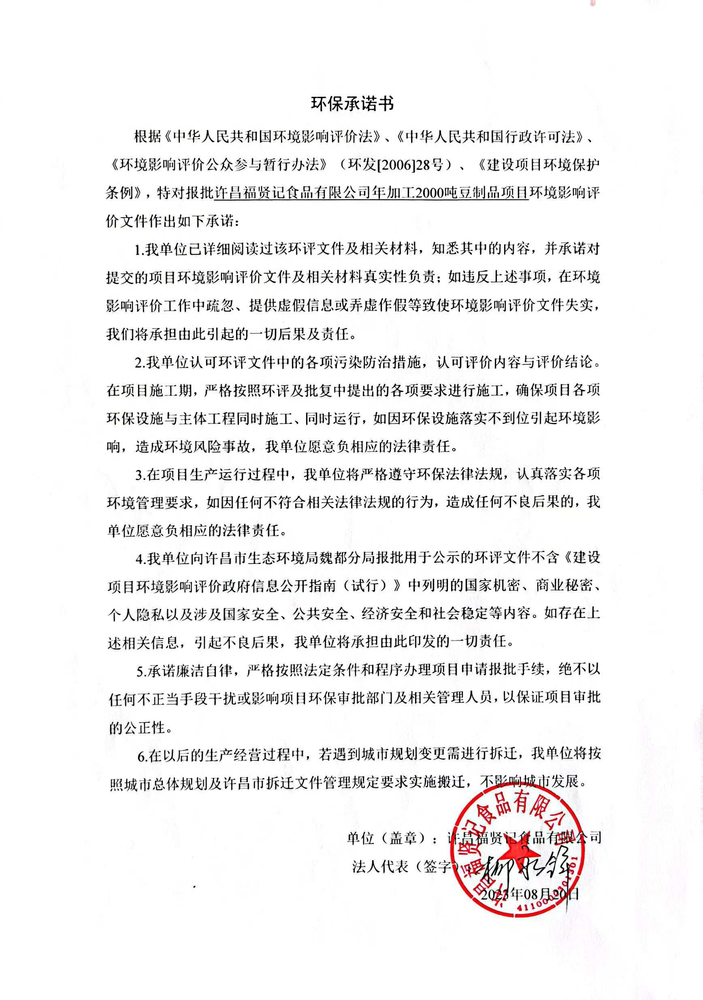 环保承诺书
根据《中华人民共和国环境影响评价法》、《中华人民共和国行政许可法》、
《环境影响评价公众参与暂行办法》（环发[2006]28号）、《建设项目环境保护
条例》，特对报批许昌福贤记食品有限公司年加工2000吨豆制品项目环境影响评
价文件作出如下承诺：
1.我单位已详细阅读过该环评文件及相关材料，知悉其中的内容，并承诺对
提交的项目环境影响评价文件及相关材料真实性负责；如违反上述事项，在环境
影响评价工作中疏忽、提供虚假信息或弄虚作假等致使环境影响评价文件失实，
我们将承担由此引起的一切后果及责任。
2.我单位认可环评文件中的各项污染防治措施，认可评价内容与评价结论。
在项目施工期，严格按照环评及批复中提出的各项要求进行施工，确保项目各项
环保设施与主体工程同时施工、同时运行，如因环保设施落实不到位引起环境影
响，造成环境风险事故，我单位愿意负相应的法律责任。
3.在项目生产运行过程中，我单位将严格遵守环保法律法规，认真落实各项
环境管理要求，如因任何不符合相关法律法规的行为，造成任何不良后果的，我
单位愿意负相应的法律责任。
4.我单位向许昌市生态环境局魏都分局报批用于公示的环评文件不含《建设
项目环境影响评价政府信息公开指南（试行）》中列明的国家机密、商业秘密、
个人隐私以及涉及国家安全、公共安全、经济安全和社会稳定等内容。如存在上
述相关信息，引起不良后果，我单位将承担由此印发的一切责任。
5.承诺廉洁自律，严格按照法定条件和程序办理项目申请报批手续，绝不以
任何不正当手段干扰或影响项目环保审批部门及相关管理人员，以保证项目审批
的公正性。
6.在以后的生产经营过程中，若遇到城市规划变更需进行拆迁，我单位将按
照城市总体规划及许昌市拆迁文件管理规定要求实施搬迁，不影响城市发展。
单位（盖章）：许昌福贤记食品有限公司
法人代表（签字）
2023年08月20日
许昌福贤记食品有限公司
4110000301301